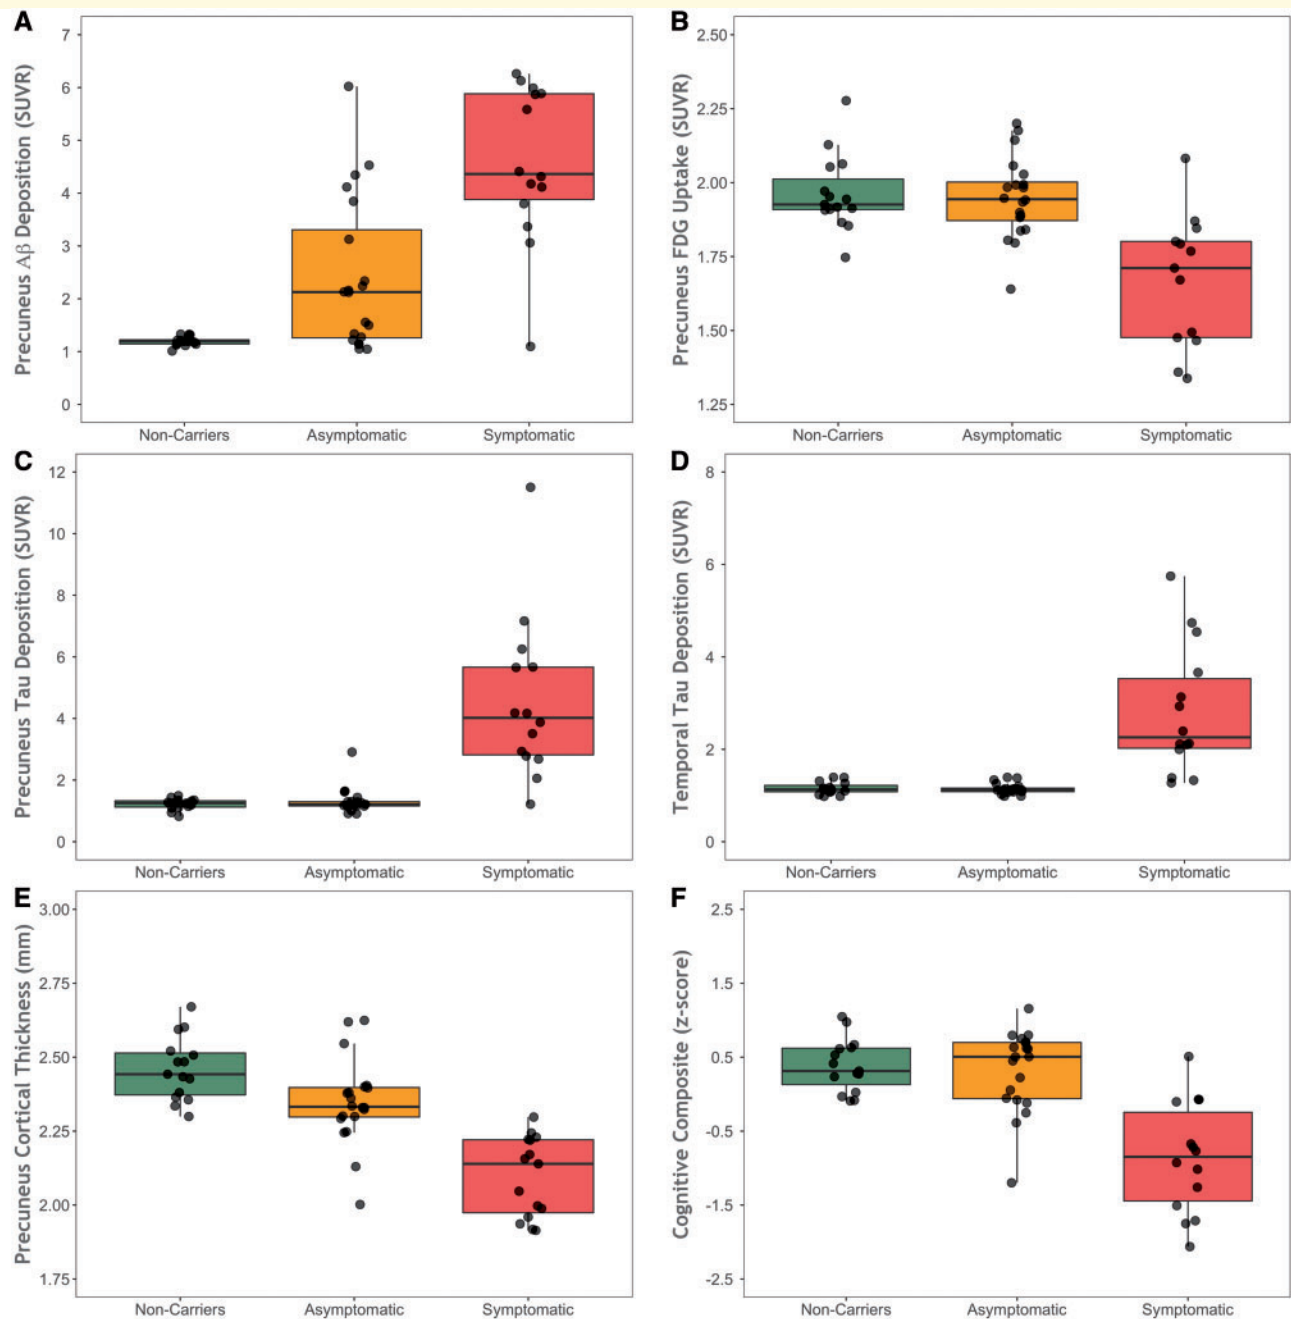 A
Precuneus Aβ Deposition (SUVR)
7
6
5
4
3
2
1
0
Non-Carriers Asymptomatic Symptomatic
B
Precuneus FDG Uptake (SUVR)
2.50
2.25
2.00
1.75
1.50
1.25
Non-Carriers Asymptomatic Symptomatic
C
Precuneus Tau Deposition (SUVR)
12
10
8
6
4
2
0
Non-Carriers Asymptomatic Symptomatic
D
Temporal Tau Deposition (SUVR)
8
6
4
2
0
Non-Carriers Asymptomatic Symptomatic
E
Precuneus Cortical Thickness (mm)
3.00
2.75
2.50
2.25
2.00
1.75
Non-Carriers Asymptomatic Symptomatic
F
Cognitive Composite (z-score)
2.5
1.5
0.5
-0.5
-1.5
-2.5
Non-Carriers Asymptomatic Symptomatic